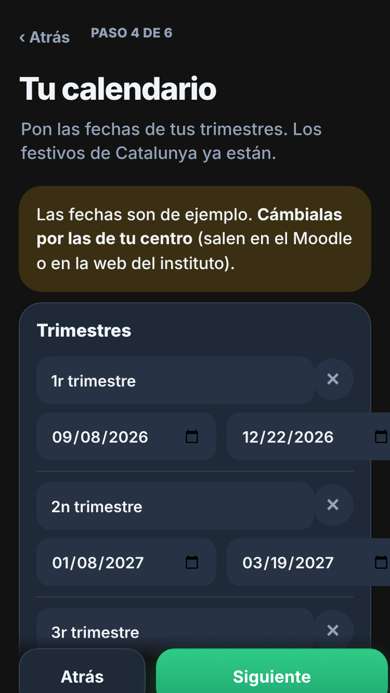 ‹ Atrás PASO 4 DE 6
Tu calendario
Pon las fechas de tus trimestres. Los
festivos de Catalunya ya están.
Las fechas son de ejemplo. Cámbialas
por las de tu centro (salen en el Moodle
o en la web del instituto).
Trimestres
1r trimestre ✕
09/08/2026 12/22/2026
2n trimestre ✕
01/08/2027 03/19/2027
3r trimestre ✕
Atrás Siguiente